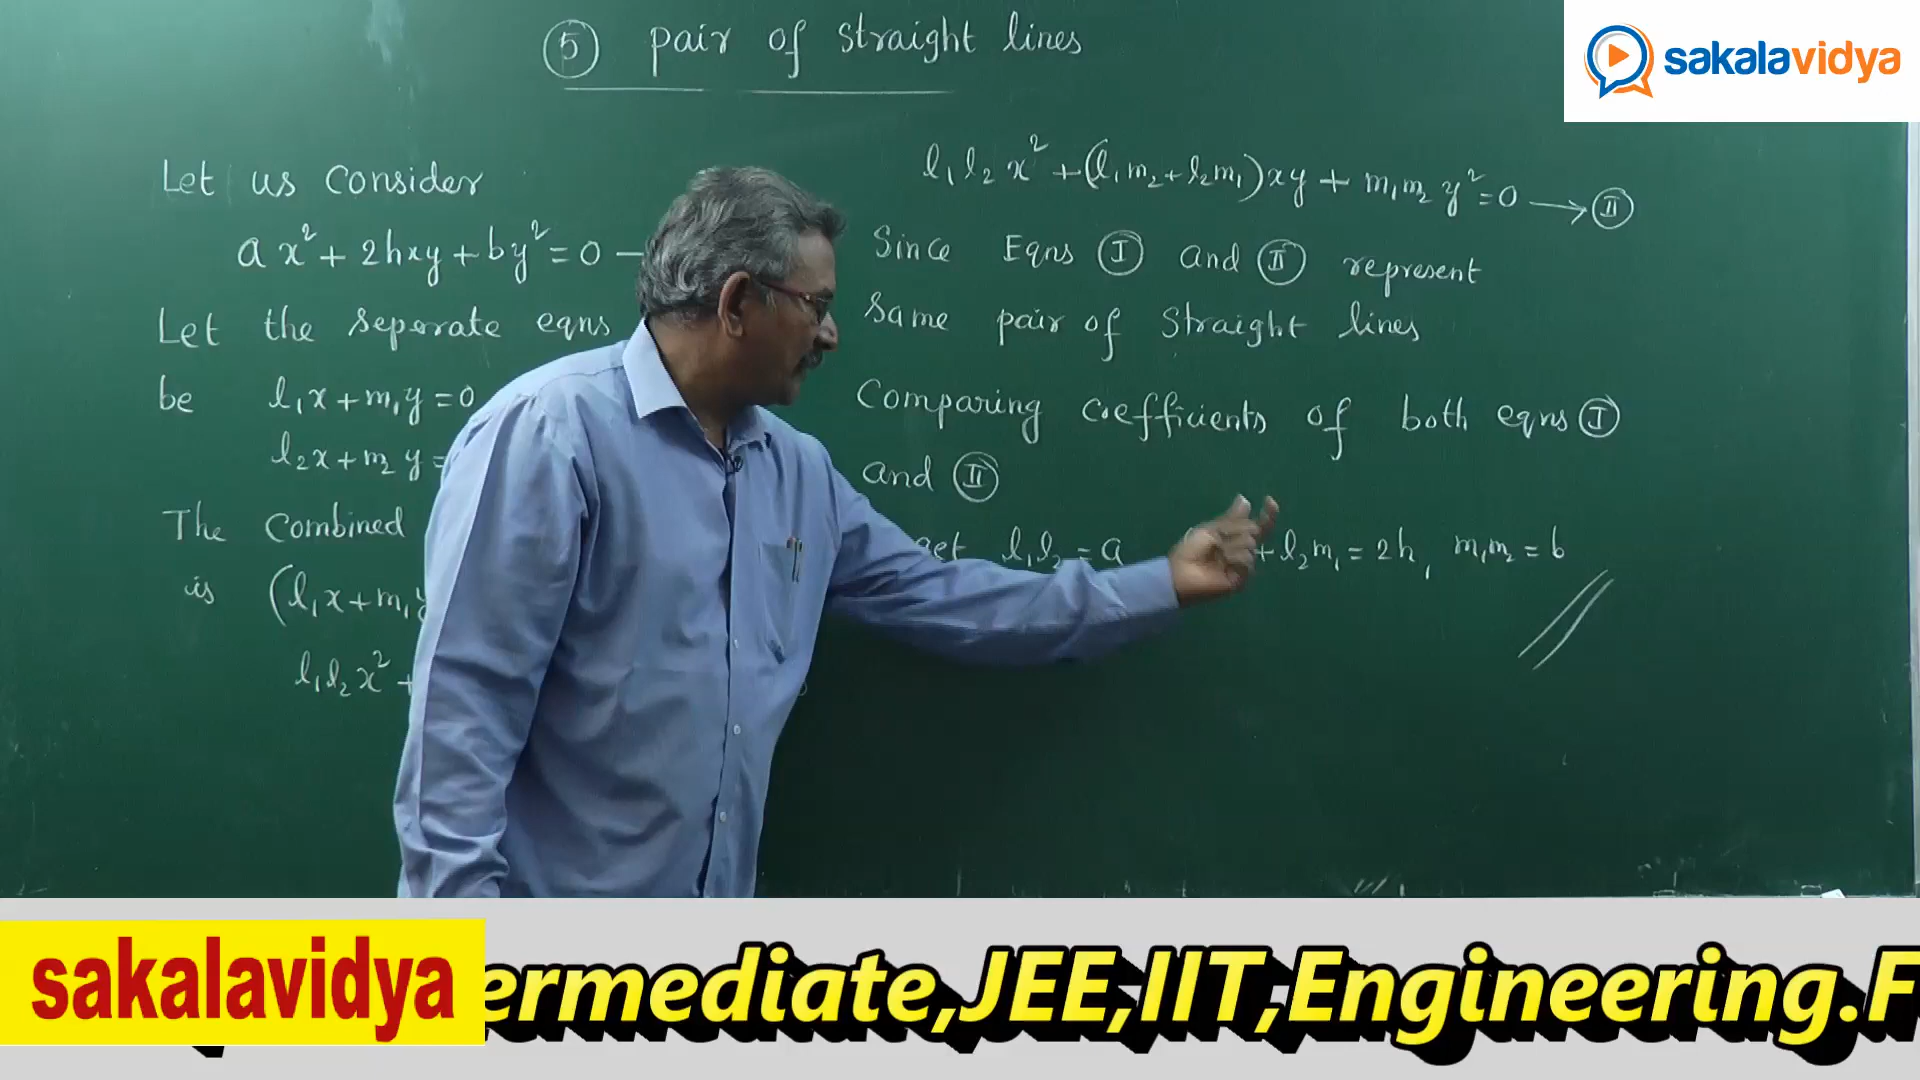 ⑤ pair of straight lines
sakalavidya
Let us consider
ax² + 2hxy + by² = 0 —
Let the seperate eqns
be l₁x + m₁y = 0
l₂x + m₂y =
The combined
is (l₁x + m₁y
l₁l₂x² +
l₁l₂x² + (l₁m₂ + l₂m₁)xy + m₁m₂y² = 0 → Ⅱ
Since Eqns Ⅰ and Ⅱ represent
same pair of straight lines
Comparing coefficients of both eqns Ⅰ
and Ⅱ
get l₁l₂ = a + l₂m₁ = 2h, m₁m₂ = b
sakalavidya
ermediate,JEE,IIT,Engineering.F